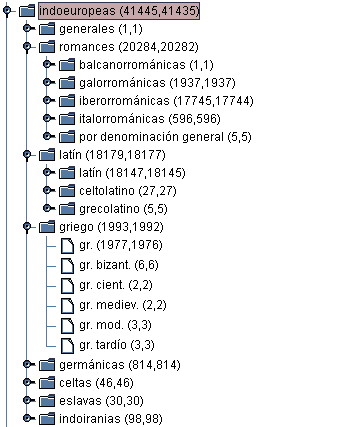 indoeuropeas (41445,41435)
generales (1,1)
romances (20284,20282)
balcanorrománicas (1,1)
galorrománicas (1937,1937)
iberorrománicas (17745,17744)
italorrománicas (596,596)
por denominación general (5,5)
latín (18179,18177)
latín (18147,18145)
celtolatino (27,27)
grecolatino (5,5)
griego (1993,1992)
gr. (1977,1976)
gr. bizant. (6,6)
gr. cient. (2,2)
gr. mediev. (2,2)
gr. mod. (3,3)
gr. tardío (3,3)
germánicas (814,814)
celtas (46,46)
eslavas (30,30)
indoiranias (98,98)